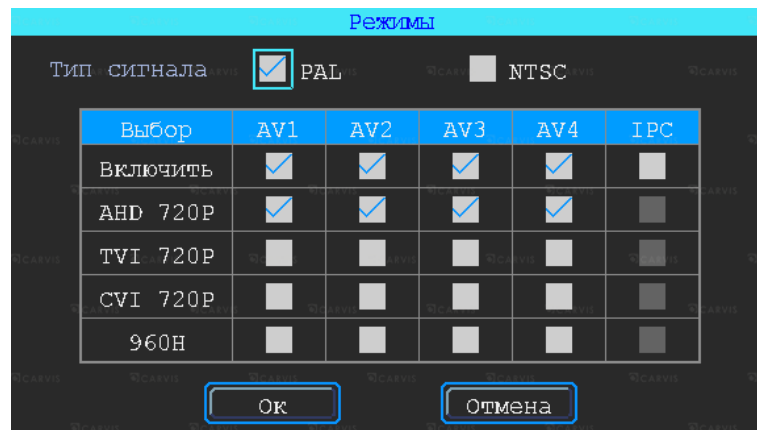 Режимы
Тип сигнала PAL NTSC
Выбор AV1 AV2 AV3 AV4 IPC
Включить
AHD 720P
TVI 720P
CVI 720P
960H
Ок Отмена
CARVIS